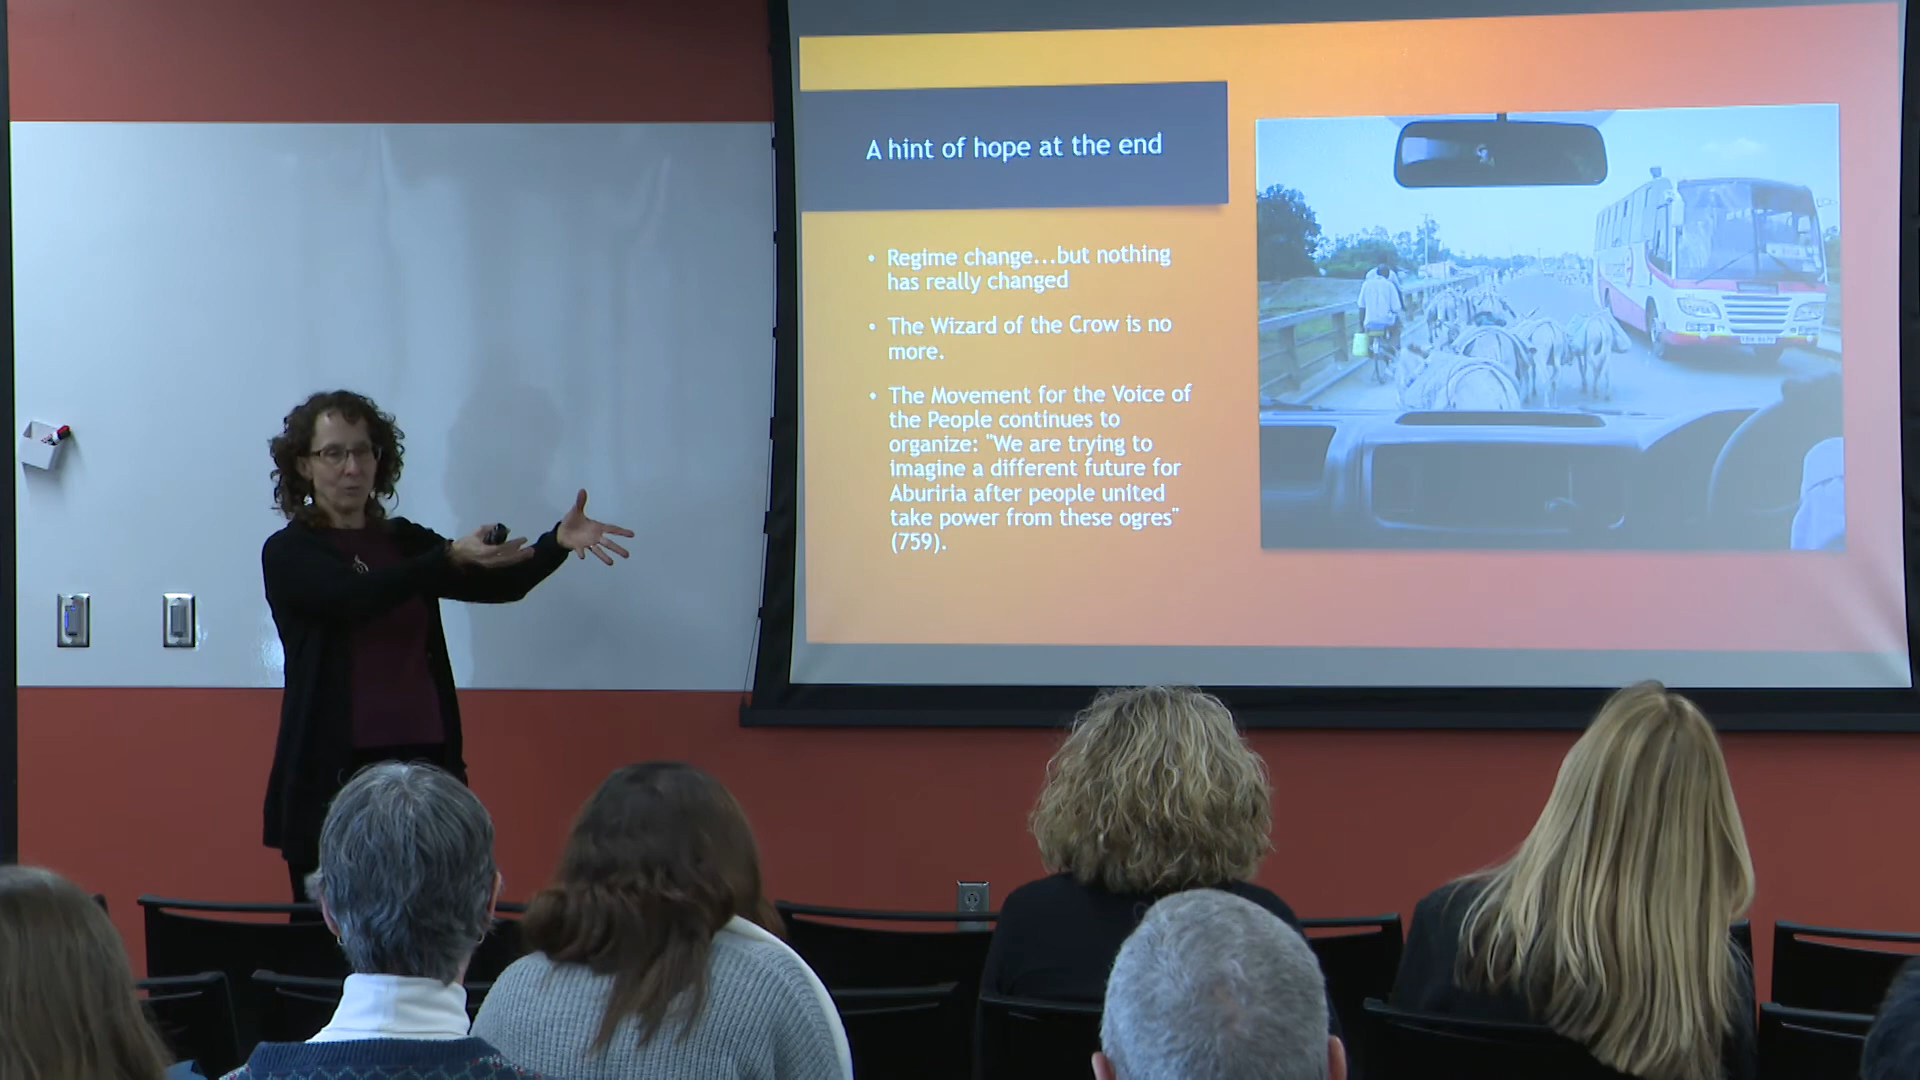 A hint of hope at the end
• Regime change...but nothing
has really changed
• The Wizard of the Crow is no
more.
• The Movement for the Voice of
the People continues to
organize: "We are trying to
imagine a different future for
Aburiria after people united
take power from these ogres"
(759).